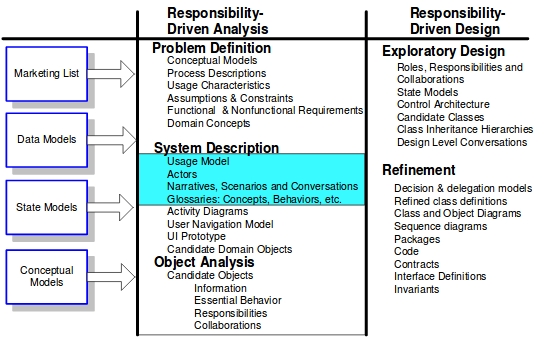 Responsibility-
Driven Analysis
Responsibility-
Driven Design
Marketing List
Data Models
State Models
Conceptual
Models
Problem Definition
Conceptual Models
Process Descriptions
Usage Characteristics
Assumptions & Constraints
Functional & Nonfunctional Requirements
Domain Concepts
System Description
Usage Model
Actors
Narratives, Scenarios and Conversations
Glossaries: Concepts, Behaviors, etc.
Activity Diagrams
User Navigation Model
UI Prototype
Candidate Domain Objects
Object Analysis
Candidate Objects
Information
Essential Behavior
Responsibilities
Collaborations
Exploratory Design
Roles, Responsibilities and
Collaborations
State Models
Control Architecture
Candidate Classes
Class Inheritance Hierarchies
Design Level Conversations
Refinement
Decision & delegation models
Refined class definitions
Class and Object Diagrams
Sequence diagrams
Packages
Code
Contracts
Interface Definitions
Invariants